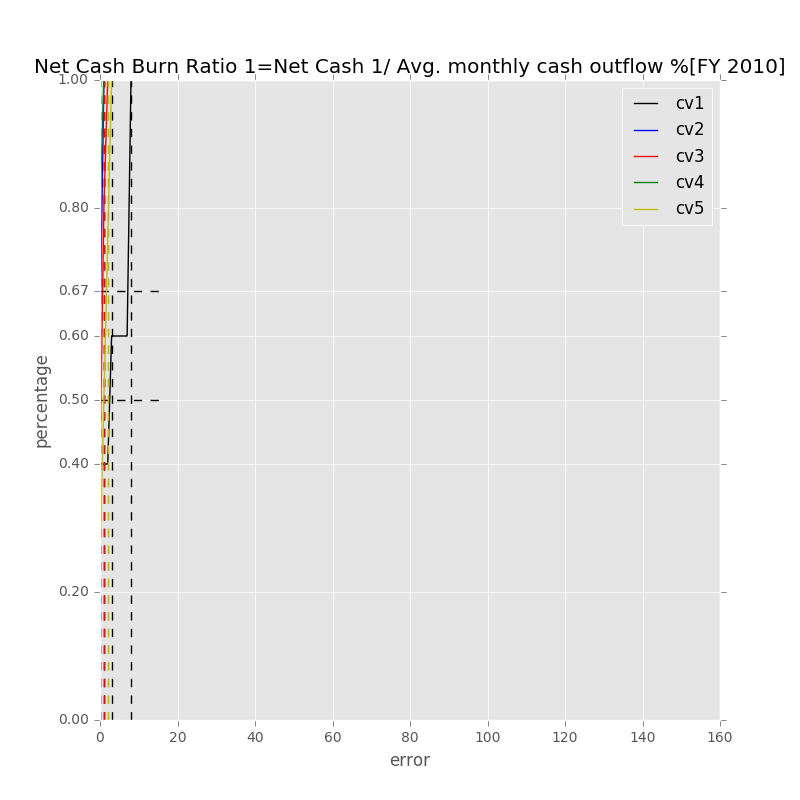 Net Cash Burn Ratio 1=Net Cash 1/ Avg. monthly cash outflow %[FY 2010]
1.00
0.80
0.67
0.60
0.50
0.40
0.20
0.00
percentage
cv1
cv2
cv3
cv4
cv5
0 20 40 60 80 100 120 140 160
error